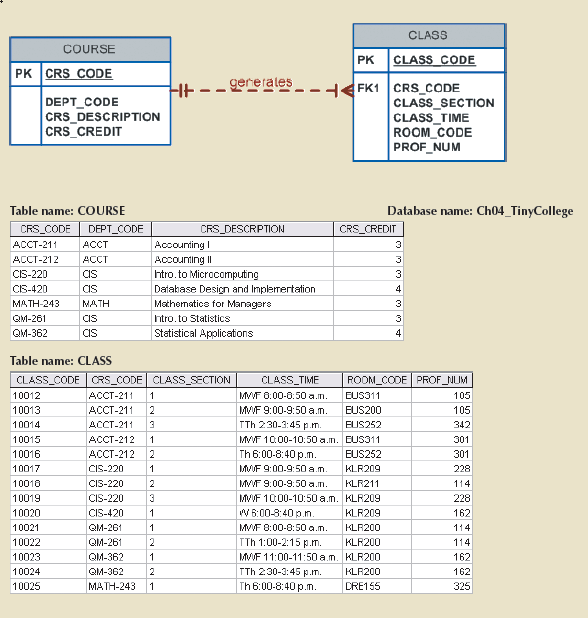 COURSE
PK CRS_CODE
DEPT_CODE
CRS_DESCRIPTION
CRS_CREDIT
generates
CLASS
PK CLASS_CODE
FK1 CRS_CODE
CLASS_SECTION
CLASS_TIME
ROOM_CODE
PROF_NUM
Table name: COURSE Database name: Ch04_TinyCollege
CRS_CODE DEPT_CODE CRS_DESCRIPTION CRS_CREDIT
ACCT-211 ACCT Accounting I 3
ACCT-212 ACCT Accounting II 3
CIS-220 CIS Intro. to Microcomputing 3
CIS-420 CIS Database Design and Implementation 4
MATH-243 MATH Mathematics for Managers 3
QM-261 CIS Intro. to Statistics 3
QM-362 CIS Statistical Applications 4
Table name: CLASS
CLASS_CODE CRS_CODE CLASS_SECTION CLASS_TIME ROOM_CODE PROF_NUM
10012 ACCT-211 1 MWF 8:00-8:50 a.m. BUS311 105
10013 ACCT-211 2 MWF 9:00-9:50 a.m. BUS200 105
10014 ACCT-211 3 TTh 2:30-3:45 p.m. BUS252 342
10015 ACCT-212 1 MWF 10:00-10:50 a.m. BUS311 301
10016 ACCT-212 2 Th 6:00-8:40 p.m. BUS252 301
10017 CIS-220 1 MWF 9:00-9:50 a.m. KLR209 228
10018 CIS-220 2 MWF 9:00-9:50 a.m. KLR211 114
10019 CIS-220 3 MWF 10:00-10:50 a.m. KLR209 228
10020 CIS-420 1 W 6:00-8:40 p.m. KLR209 162
10021 QM-261 1 MWF 8:00-8:50 a.m. KLR200 114
10022 QM-261 2 TTh 1:00-2:15 p.m. KLR200 114
10023 QM-362 1 MWF 11:00-11:50 a.m. KLR200 162
10024 QM-362 2 TTh 2:30-3:45 p.m. KLR200 162
10025 MATH-243 1 Th 6:00-8:40 p.m. DRE155 325